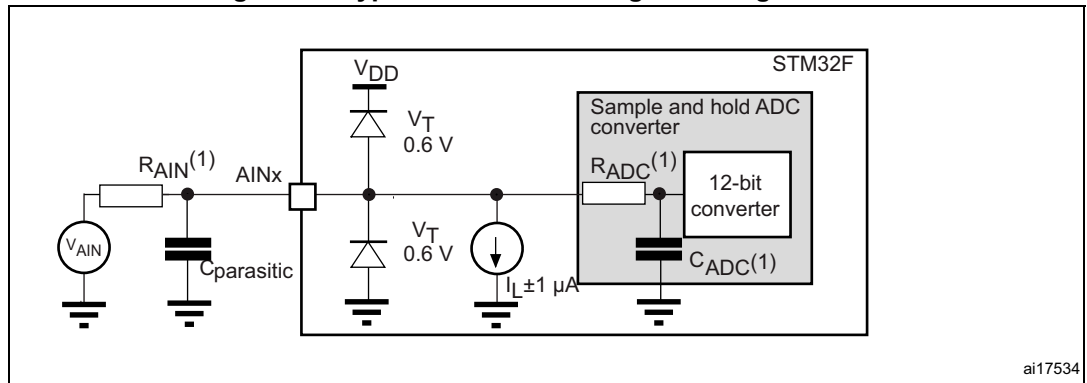 STM32F
VDD
Sample and hold ADC
converter
VT
0.6 V
RAIN(1)
AINx
RADC(1)
12-bit
converter
VAIN
Cparasitic
VT
0.6 V
IL±1 µA
CADC(1)
ai17534